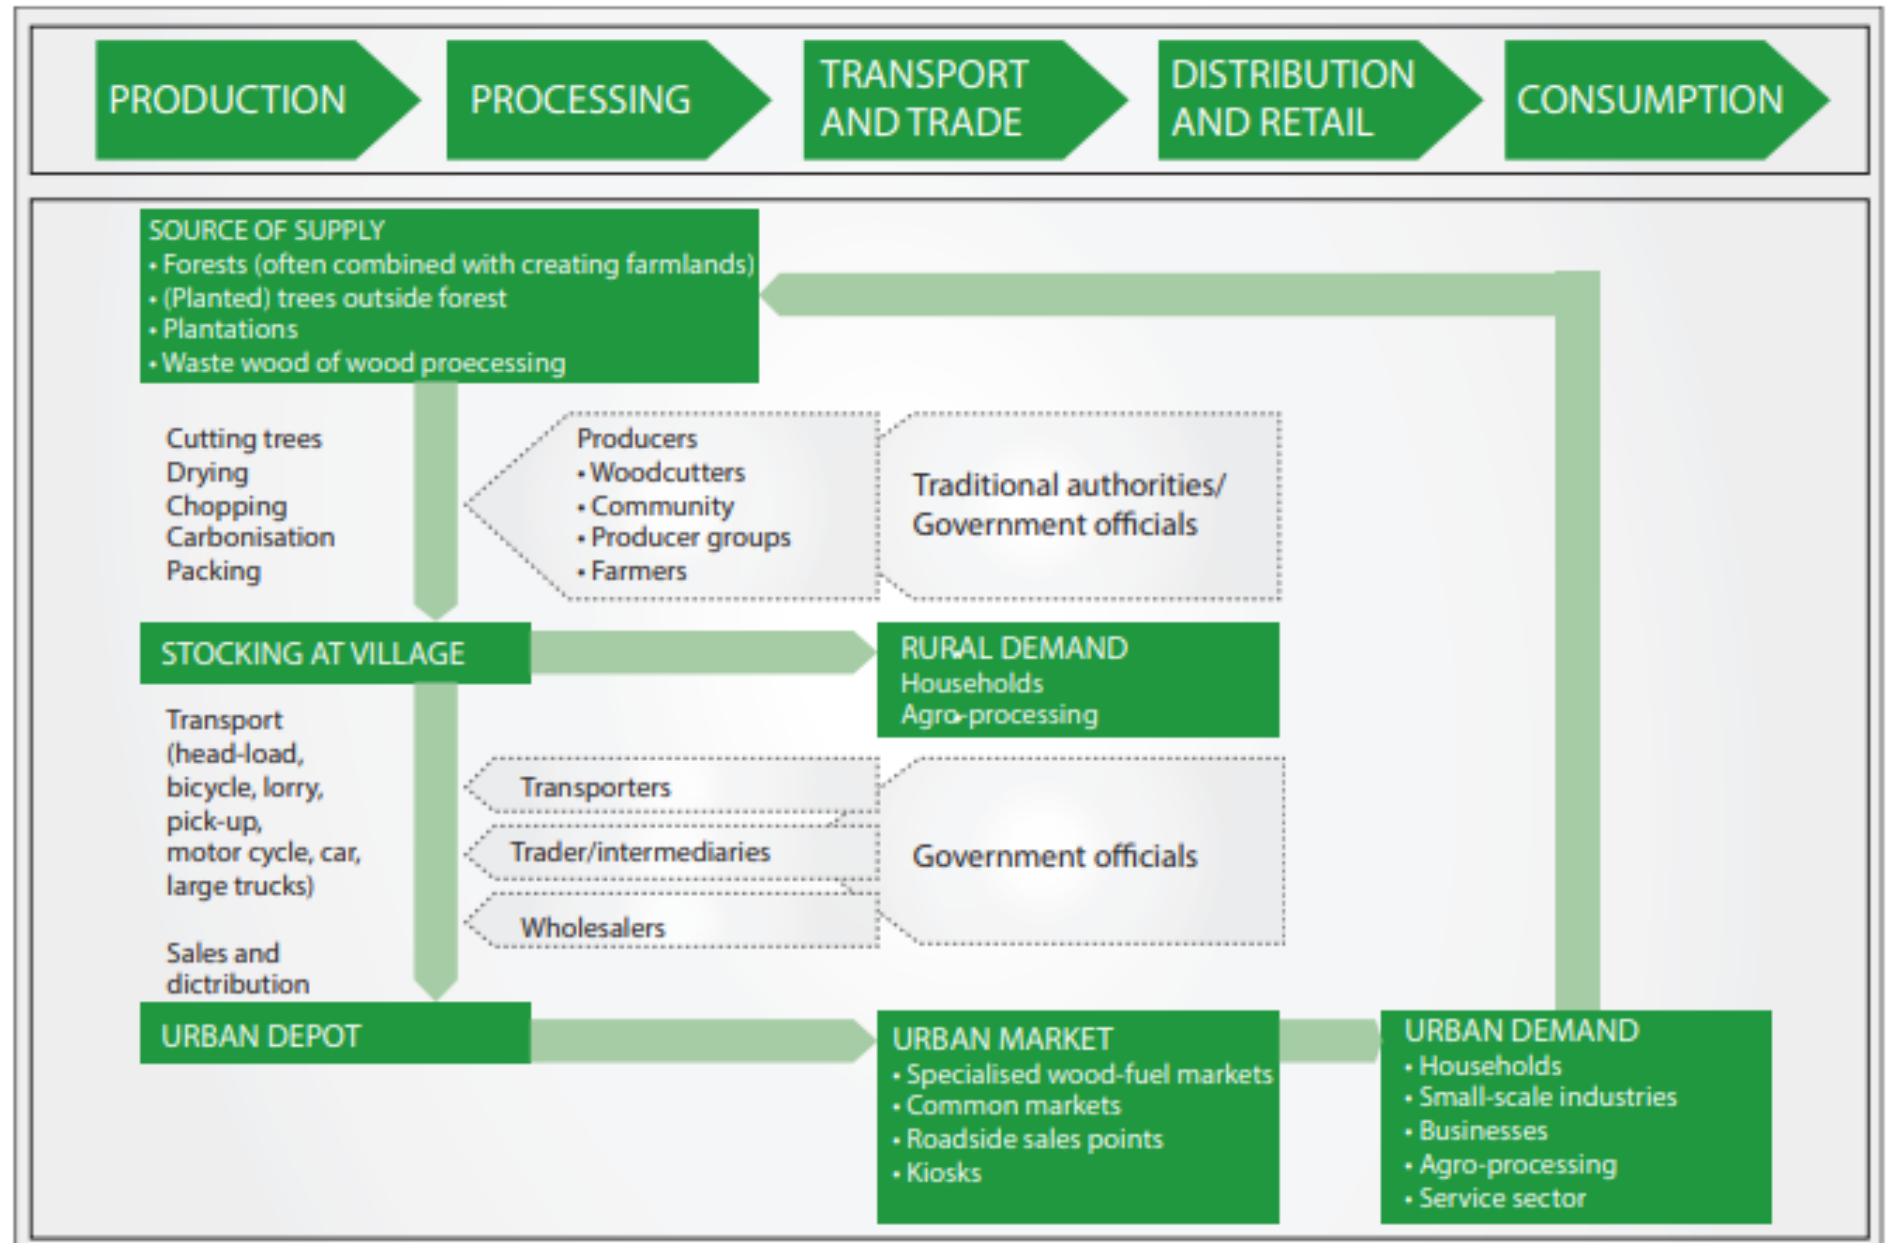 PRODUCTION
PROCESSING
TRANSPORT
AND TRADE
DISTRIBUTION
AND RETAIL
CONSUMPTION
SOURCE OF SUPPLY
• Forests (often combined with creating farmlands)
• (Planted) trees outside forest
• Plantations
• Waste wood of wood proecessing
Cutting trees
Drying
Chopping
Carbonisation
Packing
Producers
• Woodcutters
• Community
• Producer groups
• Farmers
Traditional authorities/
Government officials
STOCKING AT VILLAGE
RURAL DEMAND
Households
Agro-processing
Transport
(head-load,
bicycle, lorry,
pick-up,
motor cycle, car,
large trucks)
Sales and
dictribution
Transporters
Trader/intermediaries
Wholesalers
Government officials
URBAN DEPOT
URBAN MARKET
• Specialised wood-fuel markets
• Common markets
• Roadside sales points
• Kiosks
URBAN DEMAND
• Households
• Small-scale industries
• Businesses
• Agro-processing
• Service sector